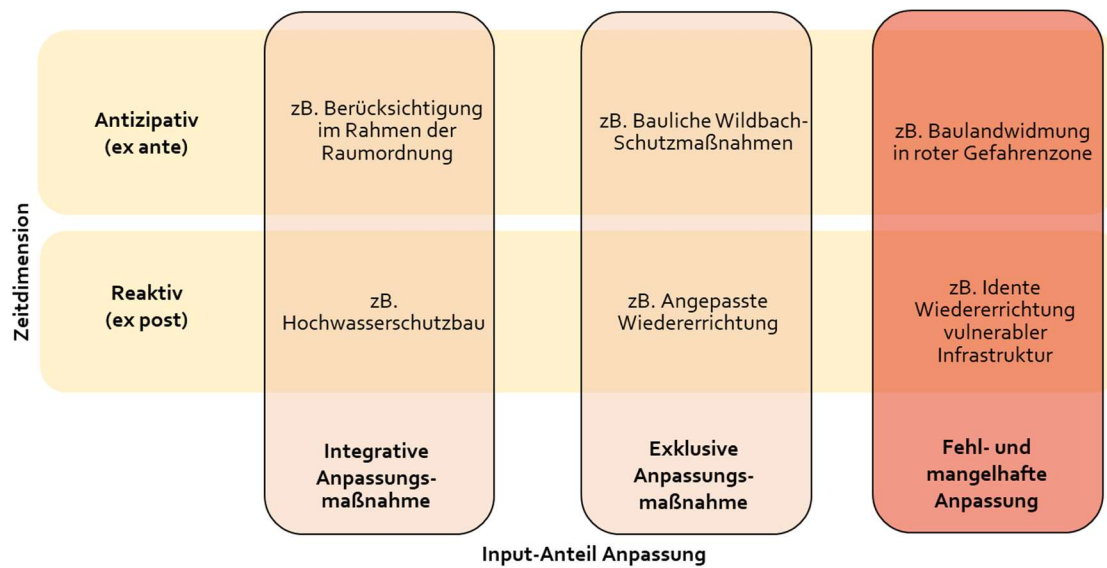 Zeitdimension
Antizipativ
(ex ante)
zB. Berücksichtigung
im Rahmen der
Raumordnung
zB. Bauliche Wildbach-
Schutzmaßnahmen
zB. Baulandwidmung
in roter Gefahrenzone
Reaktiv
(ex post)
zB.
Hochwasserschutzbau
zB. Angepasste
Wiedererrichtung
zB. Idente
Wiedererrichtung
vulnerabler
Infrastruktur
Integrative
Anpassungs-
maßnahme
Exklusive
Anpassungs-
maßnahme
Fehl- und
mangelhafte
Anpassung
Input-Anteil Anpassung